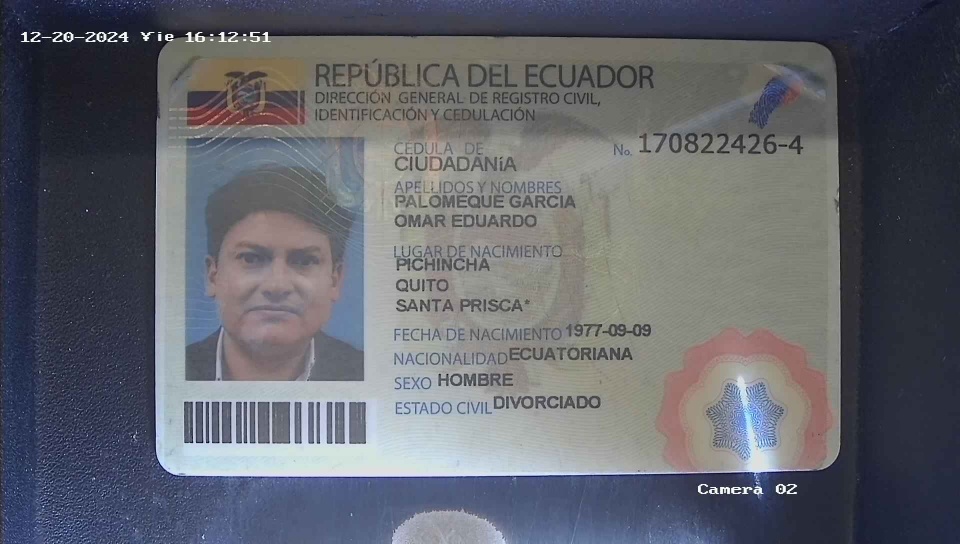 12-20-2024 Vie 16:12:51
REPÚBLICA DEL ECUADOR
DIRECCIÓN GENERAL DE REGISTRO CIVIL,
IDENTIFICACIÓN Y CEDULACIÓN
CÉDULA DE
CIUDADANíA
No. 170822426-4
APELLIDOS Y NOMBRES
PALOMEQUE GARCIA
OMAR EDUARDO
LUGAR DE NACIMIENTO
PICHINCHA
QUITO
SANTA PRISCA*
FECHA DE NACIMIENTO 1977-09-09
NACIONALIDAD ECUATORIANA
SEXO HOMBRE
ESTADO CIVIL DIVORCIADO
Camera 02